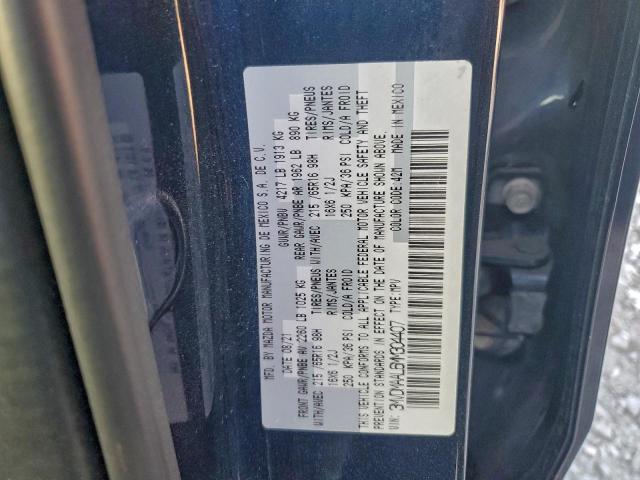 MFD. BY MAZDA MOTOR MANUFACTURING DE MEXICO S.A. DE C.V.
DATE 08/21 GVWR/PNBV 4217 LB 1913 KG
FRONT GAWR/PNBE AV 2260 LB 1025 KG REAR GAWR/PNBE AR 1962 LB 890 KG
WITH/AVEC 215 /65R16 98H TIRES/PNEUS WITH/AVEC 215 /65R16 98H TIRES/PNEUS
16X6 1/2J RIMS/JANTES 16X6 1/2J RIMS/JANTES
250 KPA/36 PSI COLD/A FROID 250 KPA/36 PSI COLD/A FROID
THIS VEHICLE CONFORMS TO ALL APPLICABLE FEDERAL MOTOR VEHICLE SAFETY AND THEFT
PREVENTION STANDARDS IN EFFECT ON THE DATE OF MANUFACTURE SHOWN ABOVE.
VIN: TYPE:MPV COLOR CODE:42M MADE IN MEXICO